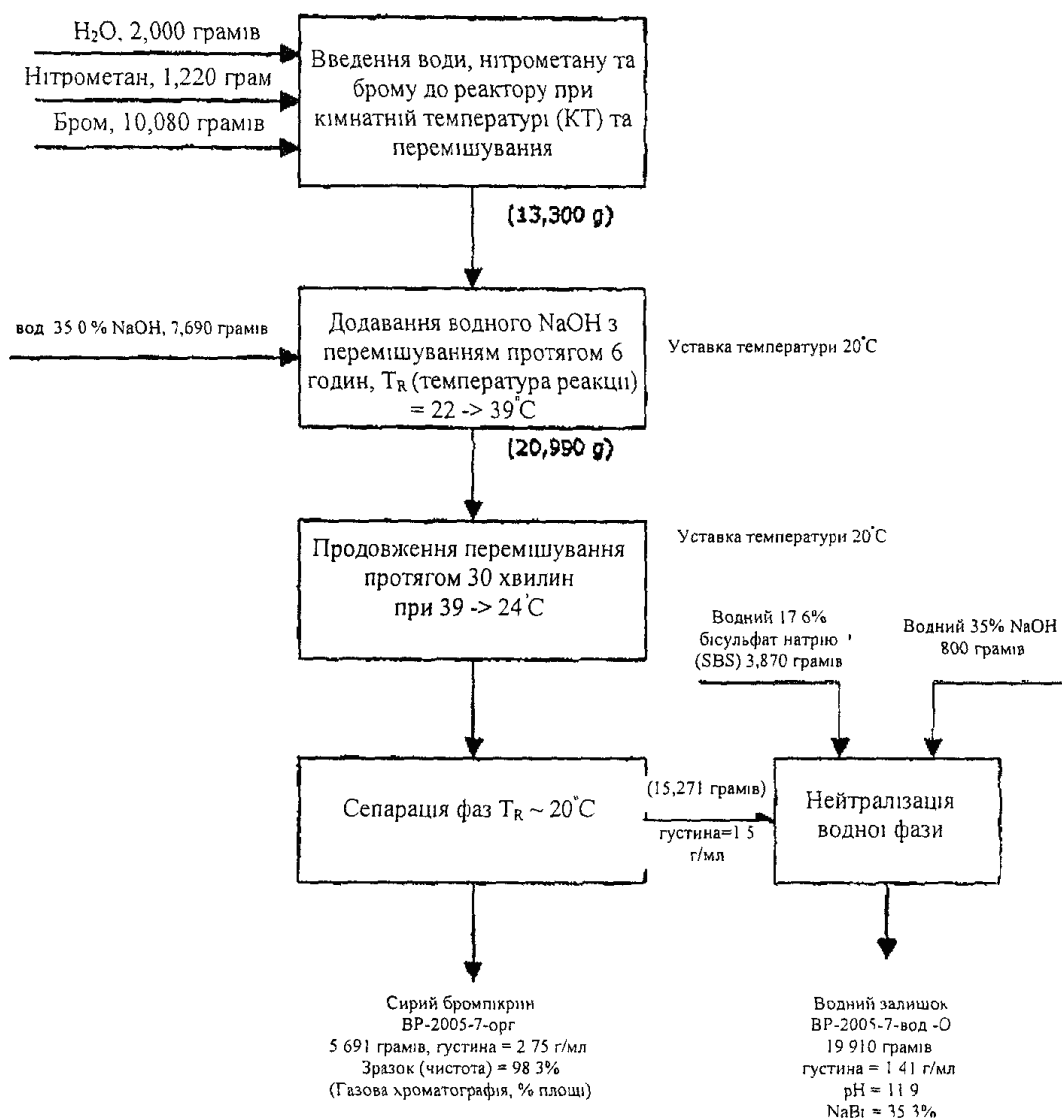 H₂O, 2,000 грамів
Нітрометан, 1,220 грам
Бром, 10,080 грамів
Введення води, нітрометану та
брому до реактору при
кімнатній температурі (КТ) та
перемішування
(13,300 g)
вод 35 0 % NaOH, 7,690 грамів
Додавання водного NaOH з
перемішуванням протягом 6
годин, T_R (температура реакції)
= 22 -> 39°C
Уставка температури 20°C
(20,990 g)
Продовження перемішування
протягом 30 хвилин
при 39 -> 24°C
Уставка температури 20°C
Водний 17 6%
бісульфат натрію
(SBS) 3,870 грамів
Водний 35% NaOH
800 грамів
Сепарація фаз T_R ~ 20°C
(15,271 грамів)
густина=1 5
г/мл
Нейтралізація
водної фази
Сирий бромпікрин
ВР-2005-7-орг
5 691 грамів, густина = 2 75 г/мл
Зразок (чистота) = 98 3%
(Газова хроматографія, % площі)
Водний залишок
ВР-2005-7-вод -О
19 910 грамів
густина = 1 41 г/мл
pH = 11 9
NaBr = 35 3%